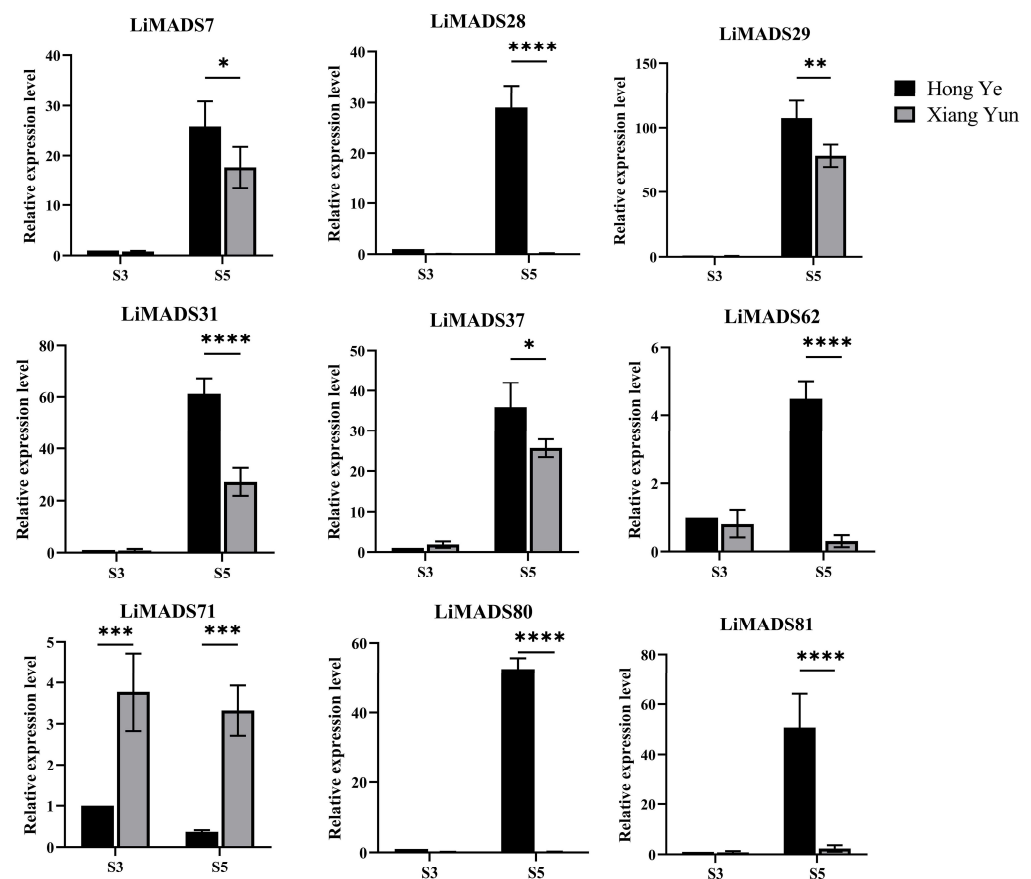 LiMADS7
LiMADS28
LiMADS29
Hong Ye
Xiang Yun
Relative expression level
40
30
20
10
0
*
S3
S5
Relative expression level
40
30
20
10
0
****
S3
S5
Relative expression level
150
100
50
0
**
S3
S5
LiMADS31
LiMADS37
LiMADS62
Relative expression level
80
60
40
20
0
****
S3
S5
Relative expression level
50
40
30
20
10
0
*
S3
S5
Relative expression level
6
4
2
0
****
S3
S5
LiMADS71
LiMADS80
LiMADS81
Relative expression level
5
4
3
2
1
0
***
***
S3
S5
Relative expression level
60
40
20
0
****
S3
S5
Relative expression level
80
60
40
20
0
****
S3
S5